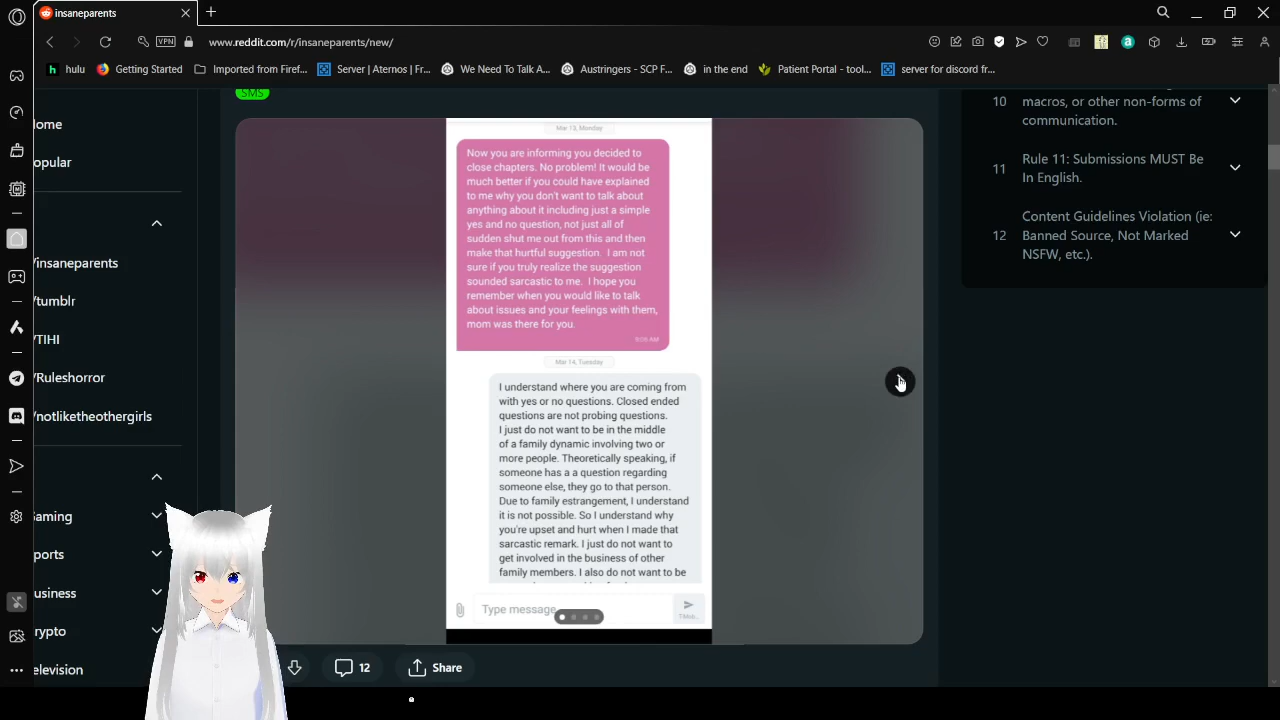 insaneparents
www.reddit.com/r/insaneparents/new/
VPN
hulu
Getting Started
Imported from Firef...
Server | Aternos | Fr...
We Need To Talk A...
Austringers - SCP F...
in the end
Patient Portal - tool...
server for discord fr...
ome
opular
/insaneparents
/tumblr
/TIHI
/Ruleshorror
/notliketheothergirls
aming
ports
usiness
rypto
elevision
SMS
Mar 13, Monday
Now you are informing you decided to
close chapters. No problem! It would be
much better if you could have explained
to me why you don't want to talk about
anything about it including just a simple
yes and no question, not just all of
sudden shut me out from this and then
make that hurtful suggestion. I am not
sure if you truly realize the suggestion
sounded sarcastic to me. I hope you
remember when you would like to talk
about issues and your feelings with them,
mom was there for you.
Mar 14, Tuesday
I understand where you are coming from
with yes or no questions. Closed ended
questions are not probing questions.
I just do not want to be in the middle
of a family dynamic involving two or
more people. Theoretically speaking, if
someone has a a question regarding
someone else, they go to that person.
Due to family estrangement, I understand
it is not possible. So I understand why
you're upset and hurt when I made that
sarcastic remark. I just do not want to
get involved in the business of other
family members. I also do not want to be
Type message
12
Share
10
macros, or other non-forms of
communication.
11
Rule 11: Submissions MUST Be
In English.
12
Content Guidelines Violation (ie:
Banned Source, Not Marked
NSFW, etc.).